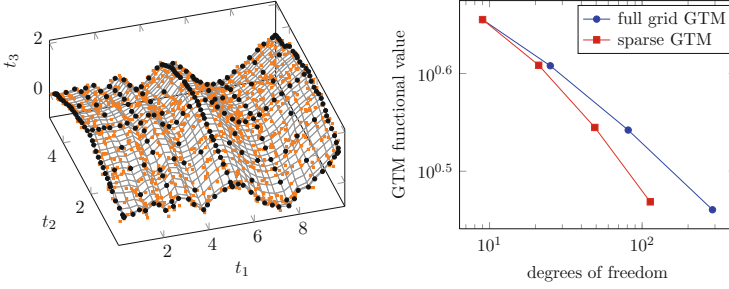 2
0
t3
4
2
t2
2
4
6
8
t1
full grid GTM
sparse GTM
10^0.6
10^0.5
GTM functional value
10^1
10^2
degrees of freedom